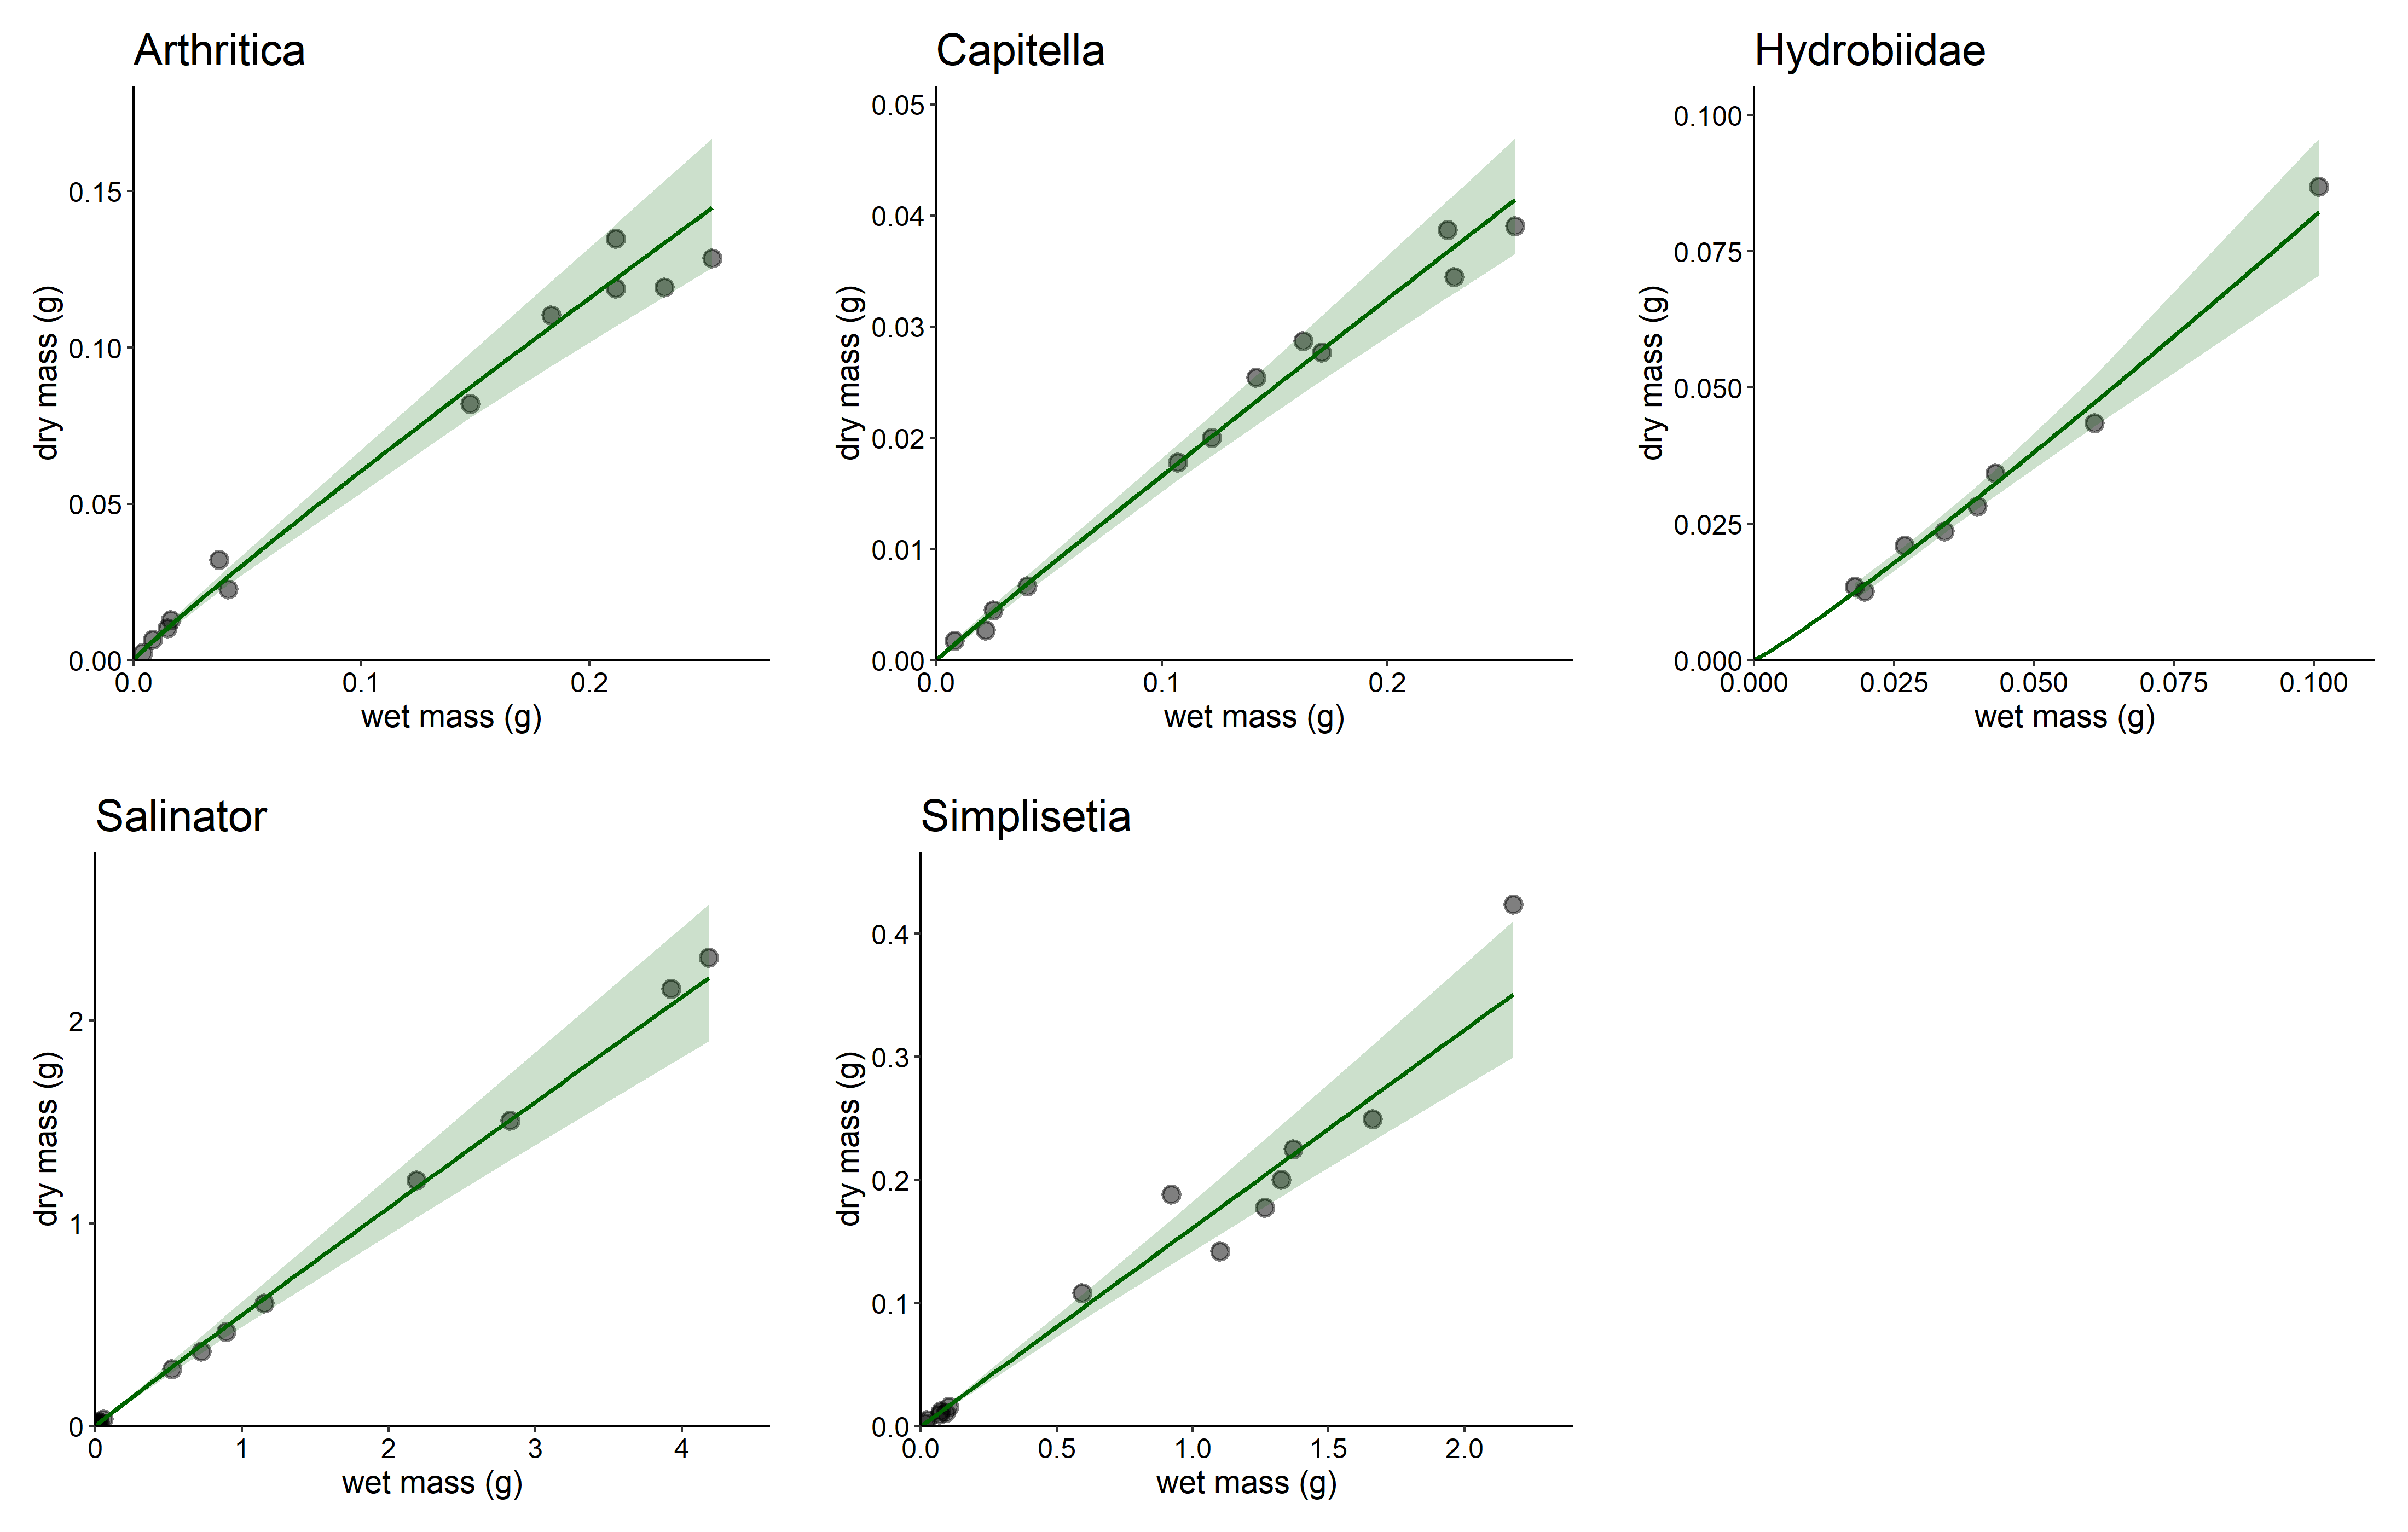 Arthritica
0.15
0.10
0.05
0.00
0.0 0.1 0.2
dry mass (g)
wet mass (g)
Capitella
0.05
0.04
0.03
0.02
0.01
0.00
0.0 0.1 0.2
dry mass (g)
wet mass (g)
Hydrobiidae
0.100
0.075
0.050
0.025
0.000
0.000 0.025 0.050 0.075 0.100
dry mass (g)
wet mass (g)
Salinator
2
1
0
0 1 2 3 4
dry mass (g)
wet mass (g)
Simplisetia
0.4
0.3
0.2
0.1
0.0
0.0 0.5 1.0 1.5 2.0
dry mass (g)
wet mass (g)